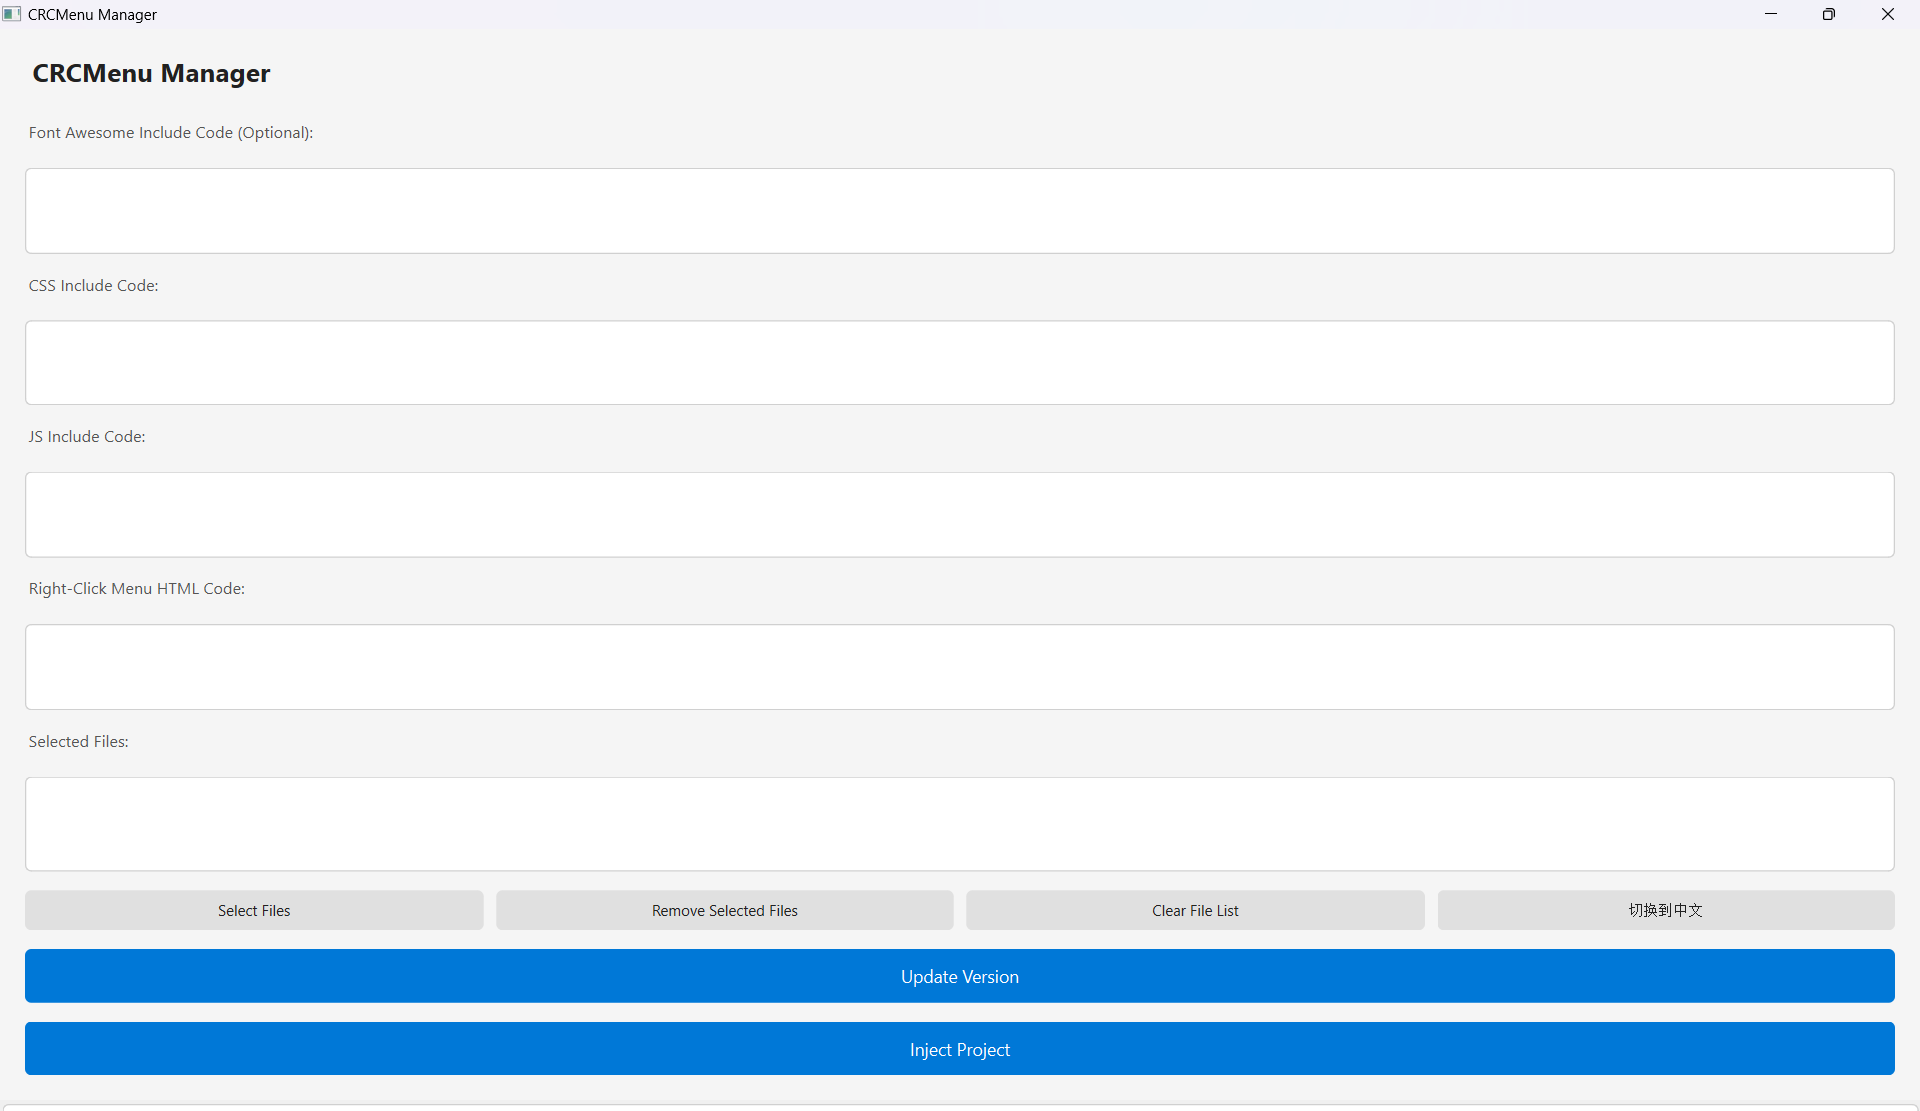 CRCMenu Manager
CRCMenu Manager
Font Awesome Include Code (Optional):
CSS Include Code:
JS Include Code:
Right-Click Menu HTML Code:
Selected Files:
Select Files
Remove Selected Files
Clear File List
切换到中文
Update Version
Inject Project